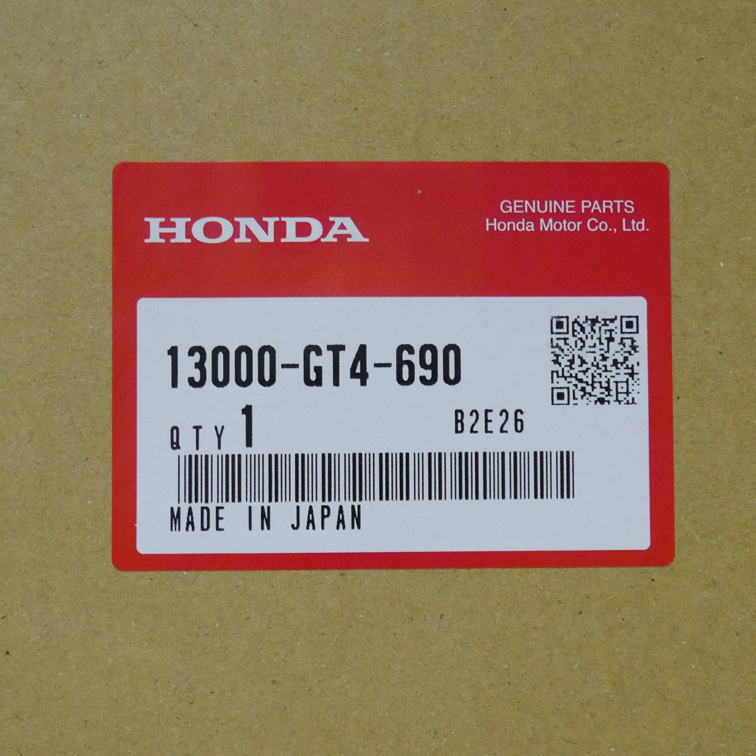 HONDA
GENUINE PARTS
Honda Motor Co., Ltd.
13000-GT4-690
QTY 1
B2E26
MADE IN JAPAN